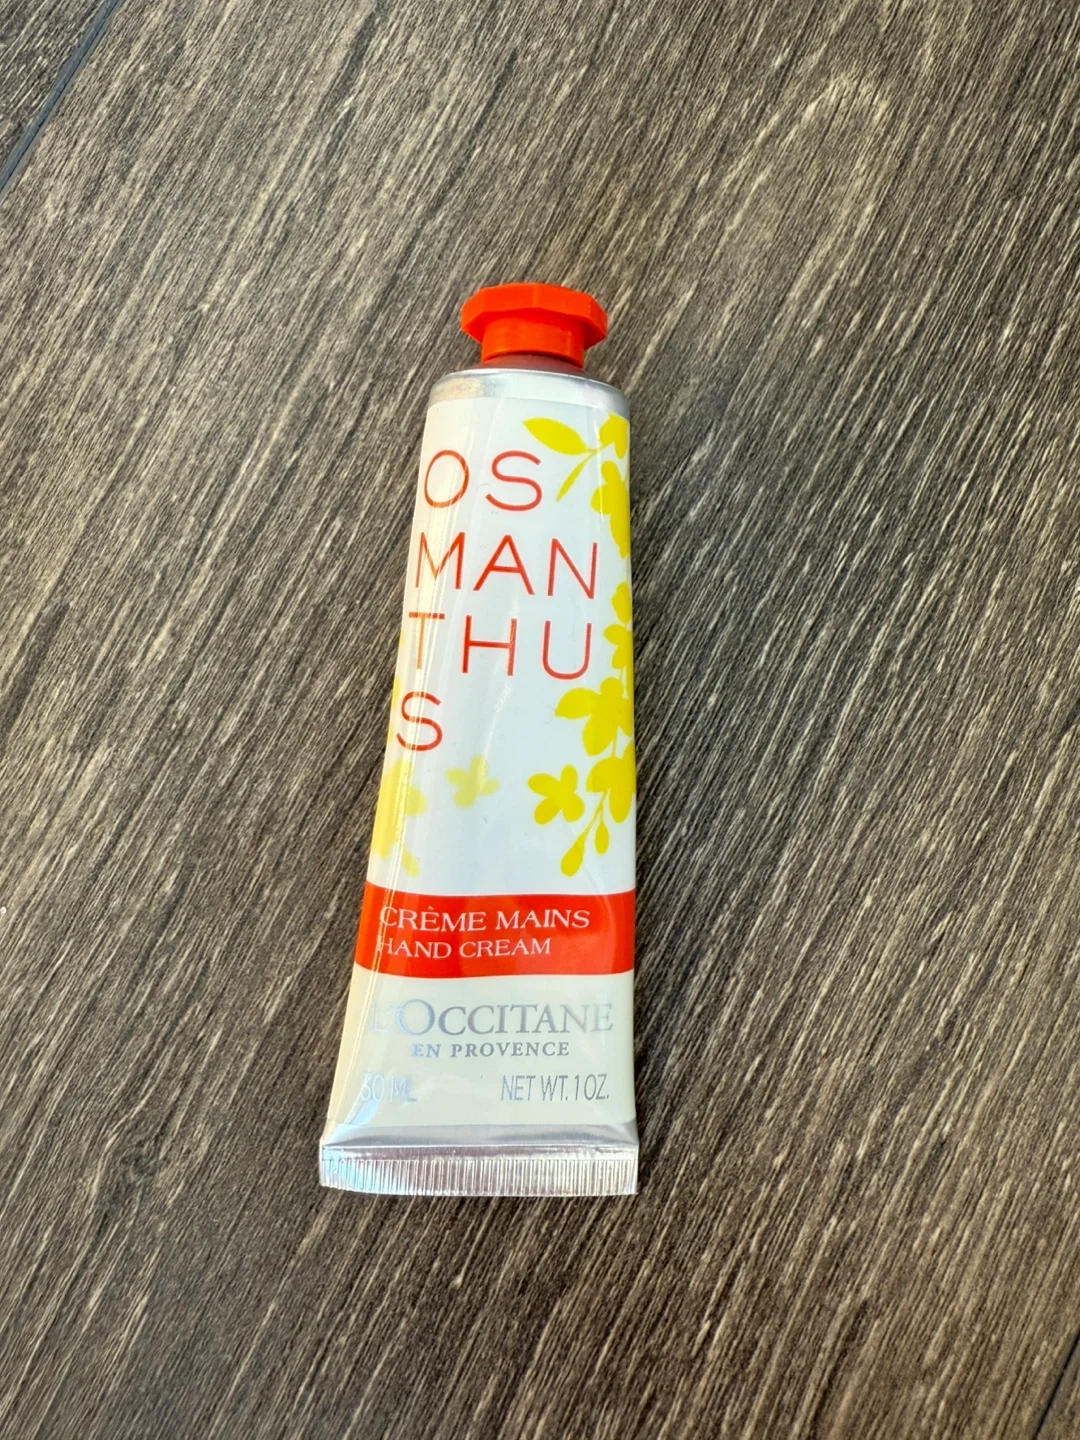 OS
MAN
THU
S
CRÈME MAINS
HAND CREAM
L'OCCITANE
EN PROVENCE
30 ML NET WT. 1 OZ.